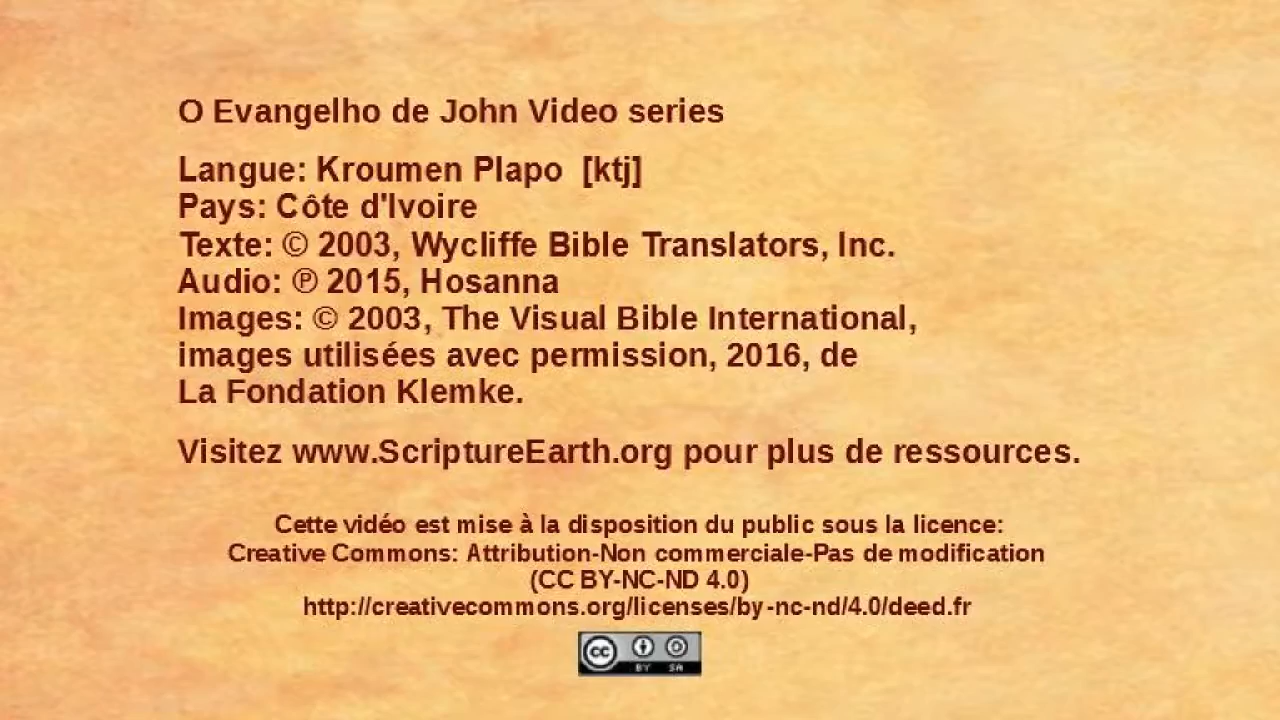 O Evangelho de John Video series
Langue: Kroumen Plapo [ktj]
Pays: Côte d'Ivoire
Texte: © 2003, Wycliffe Bible Translators, Inc.
Audio: ℗ 2015, Hosanna
Images: © 2003, The Visual Bible International,
images utilisées avec permission, 2016, de
La Fondation Klemke.
Visitez www.ScriptureEarth.org pour plus de ressources.
Cette vidéo est mise à la disposition du public sous la licence:
Creative Commons: Attribution-Non commerciale-Pas de modification
(CC BY-NC-ND 4.0)
http://creativecommons.org/licenses/by-nc-nd/4.0/deed.fr
cc BY SA